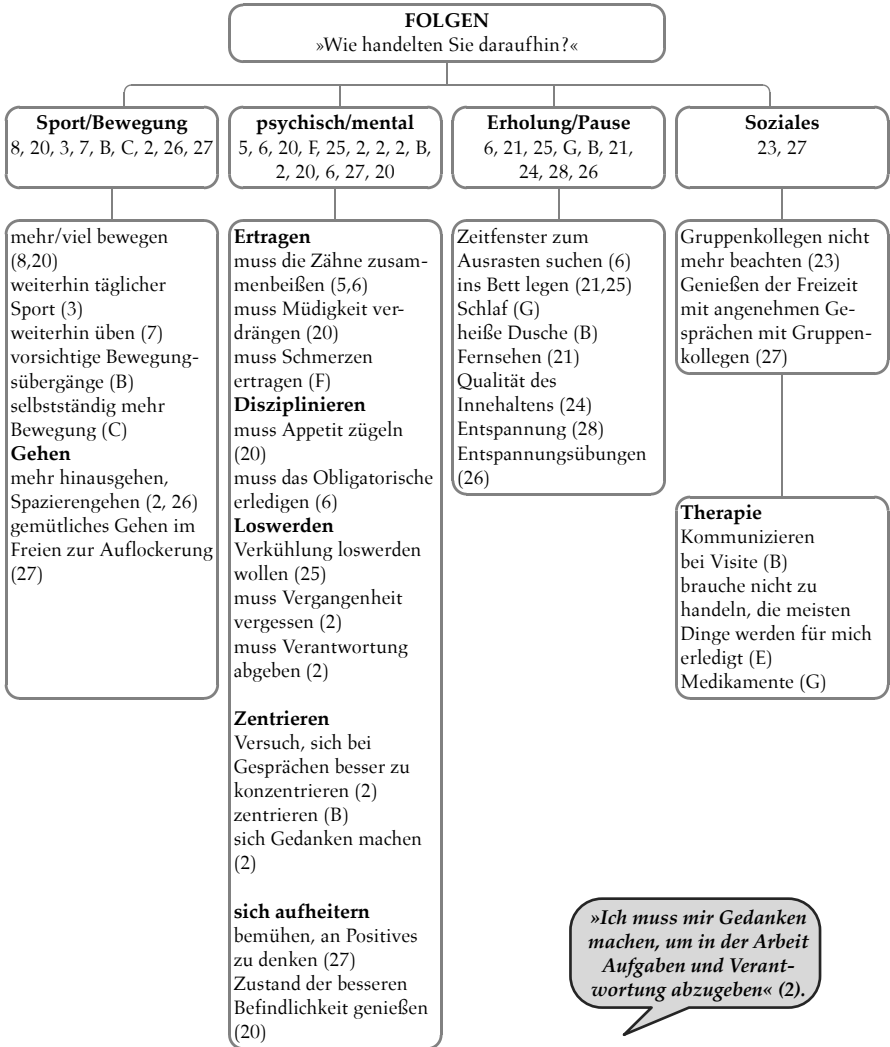 FOLGEN
»Wie handelten Sie daraufhin?«
Sport/Bewegung
8, 20, 3, 7, B, C, 2, 26, 27
psychisch/mental
5, 6, 20, F, 25, 2, 2, 2, B,
2, 20, 6, 27, 20
Erholung/Pause
6, 21, 25, G, B, 21,
24, 28, 26
Soziales
23, 27
mehr/viel bewegen
(8,20)
weiterhin täglicher
Sport (3)
weiterhin üben (7)
vorsichtige Bewegung-
sübergänge (B)
selbstständig mehr
Bewegung (C)
Gehen
mehr hinausgehen,
Spazierengehen (2, 26)
gemütliches Gehen im
Freien zur Auflockerung
(27)
Ertragen
muss die Zähne zusam-
menbeißen (5,6)
muss Müdigkeit ver-
drängen (20)
muss Schmerzen
ertragen (F)
Disziplinieren
muss Appetit zügeln
(20)
muss das Obligatorische
erledigen (6)
Loswerden
Verkühlung loswerden
wollen (25)
muss Vergangenheit
vergessen (2)
muss Verantwortung
abgeben (2)
Zentrieren
Versuch, sich bei
Gesprächen besser zu
konzentrieren (2)
zentrieren (B)
sich Gedanken machen
(2)
sich aufheitern
bemühen, an Positives
zu denken (27)
Zustand der besseren
Befindlichkeit genießen
(20)
Zeitfenster zum
Ausrasten suchen (6)
ins Bett legen (21,25)
Schlaf (G)
heiße Dusche (B)
Fernsehen (21)
Qualität des
Innehaltens (24)
Entspannung (28)
Entspannungsübungen
(26)
Gruppenkollegen nicht
mehr beachten (23)
Genießen der Freizeit
mit angenehmen Ge-
sprächen mit Gruppen-
kollegen (27)
Therapie
Kommunizieren
bei Visite (B)
brauche nicht zu
handeln, die meisten
Dinge werden für mich
erledigt (E)
Medikamente (G)
»Ich muss mir Gedanken
machen, um in der Arbeit
Aufgaben und Verant-
wortung abzugeben« (2).